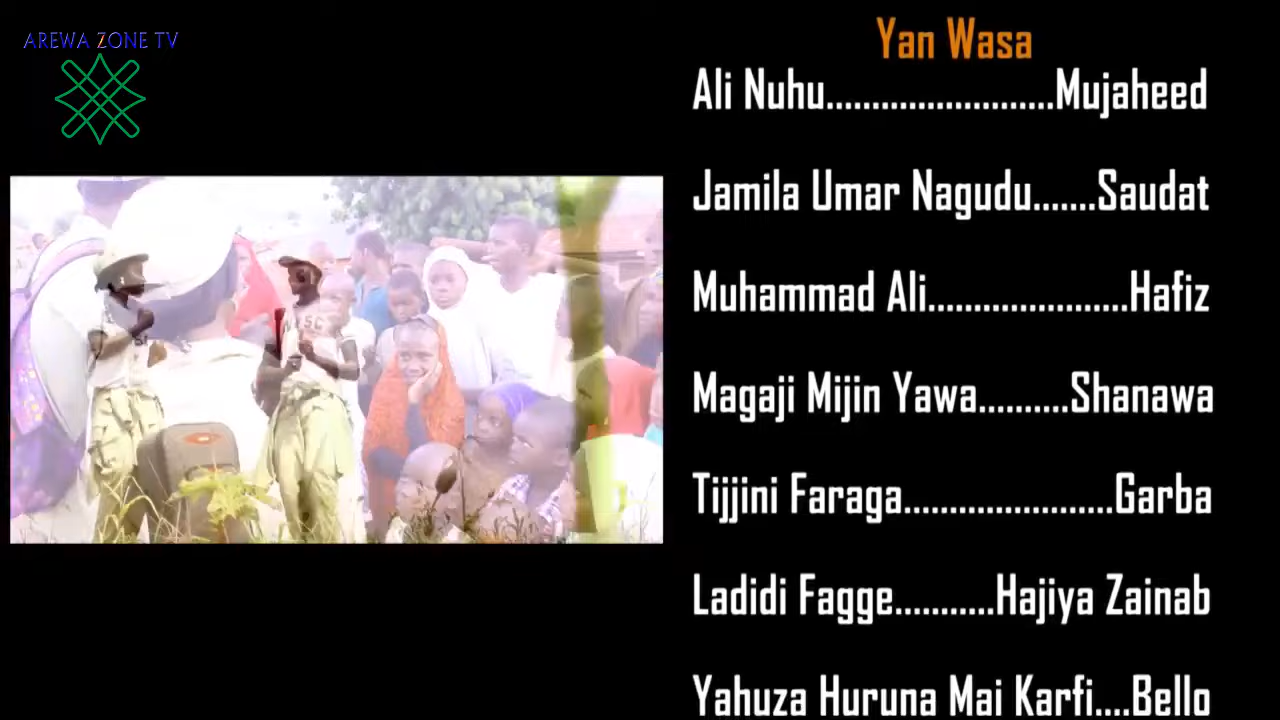 AREWA ZONE TV
Yan Wasa
Ali Nuhu.........................Mujaheed
Jamila Umar Nagudu.......Saudat
Muhammad Ali......................Hafiz
Magaji Mijin Yawa..........Shanawa
Tijjini Faraga.......................Garba
Ladidi Fagge...........Hajiya Zainab
Yahuza Huruna Mai Karfi....Bello